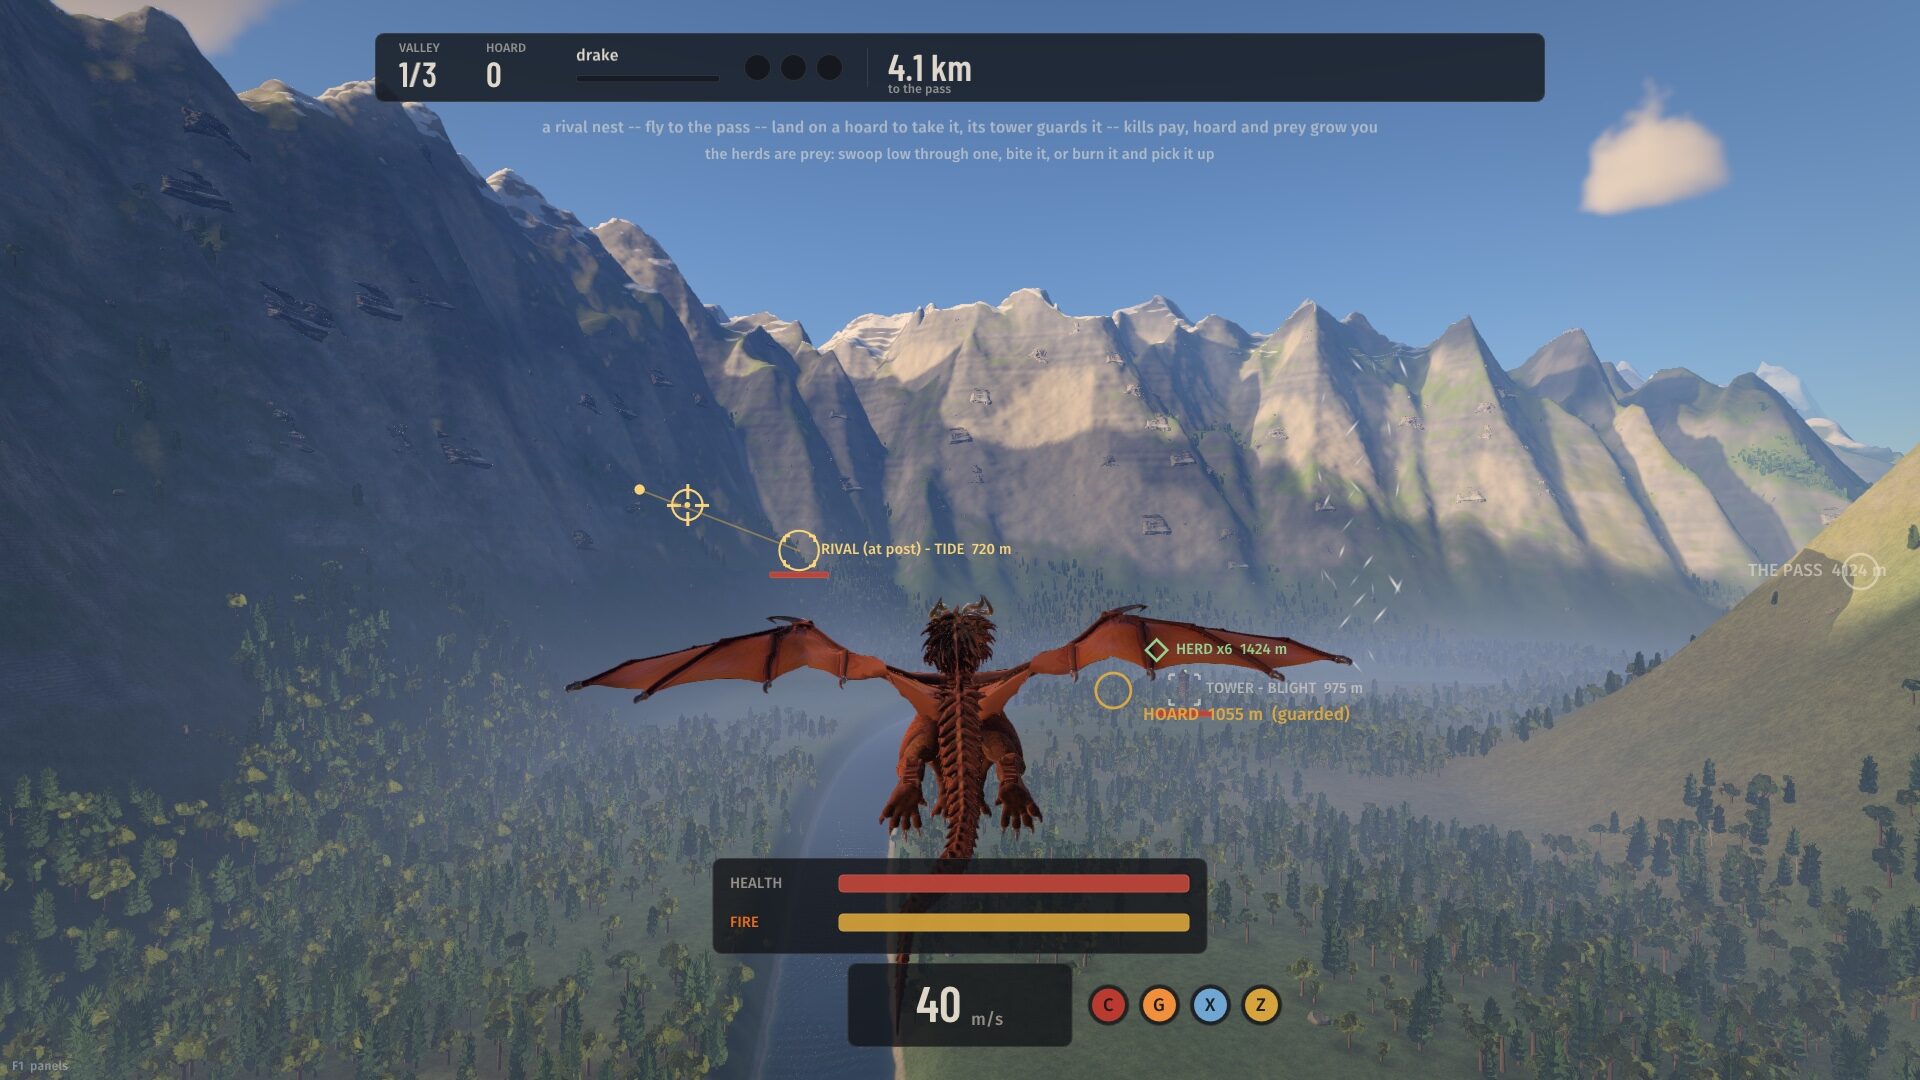 VALLEY
1/3
HOARD
0
drake
4.1 km
to the pass
a rival nest -- fly to the pass -- land on a hoard to take it, its tower guards it -- kills pay, hoard and prey grow you
the herds are prey: swoop low through one, bite it, or burn it and pick it up
RIVAL (at post) - TIDE 720 m
THE PASS 4124 m
HERD x6 1424 m
TOWER - BLIGHT 975 m
HOARD 1055 m (guarded)
HEALTH
FIRE
40 m/s
C G X Z
F1 panels